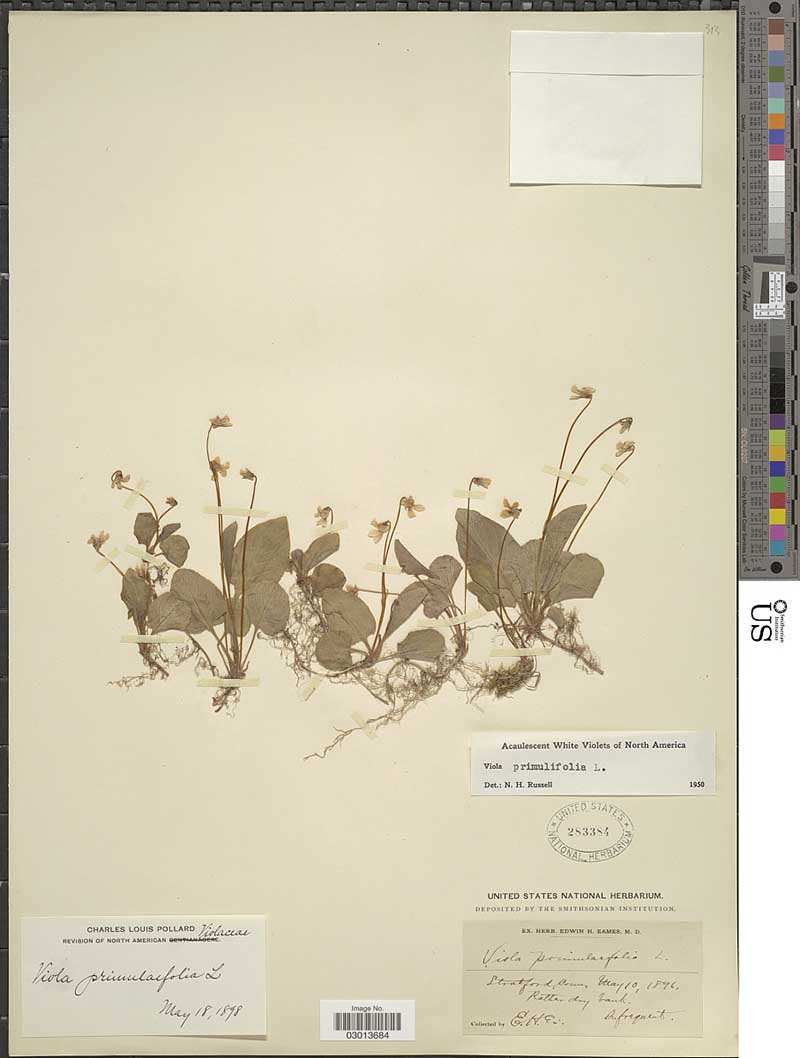 313
Golden Thread
US
Smithsonian
Institution
Acaulescent White Violets of North America
Viola primulifolia L.
Det.: N. H. Russell 1950
UNITED STATES
283384
NATIONAL HERBARIUM
UNITED STATES NATIONAL HERBARIUM.
DEPOSITED BY THE SMITHSONIAN INSTITUTION.
EX. HERB. EDWIN H. EAMES, M. D.
Viola primulaefolia L.
Stratford, Conn. May 10, 1896.
Rather dry bank.
Infrequent.
Collected by E. H. E.
CHARLES LOUIS POLLARD
REVISION OF NORTH AMERICAN GENTIANACEAE. Violaceae
Viola primulaefolia L
May 18, 1898
Image No.
03013684